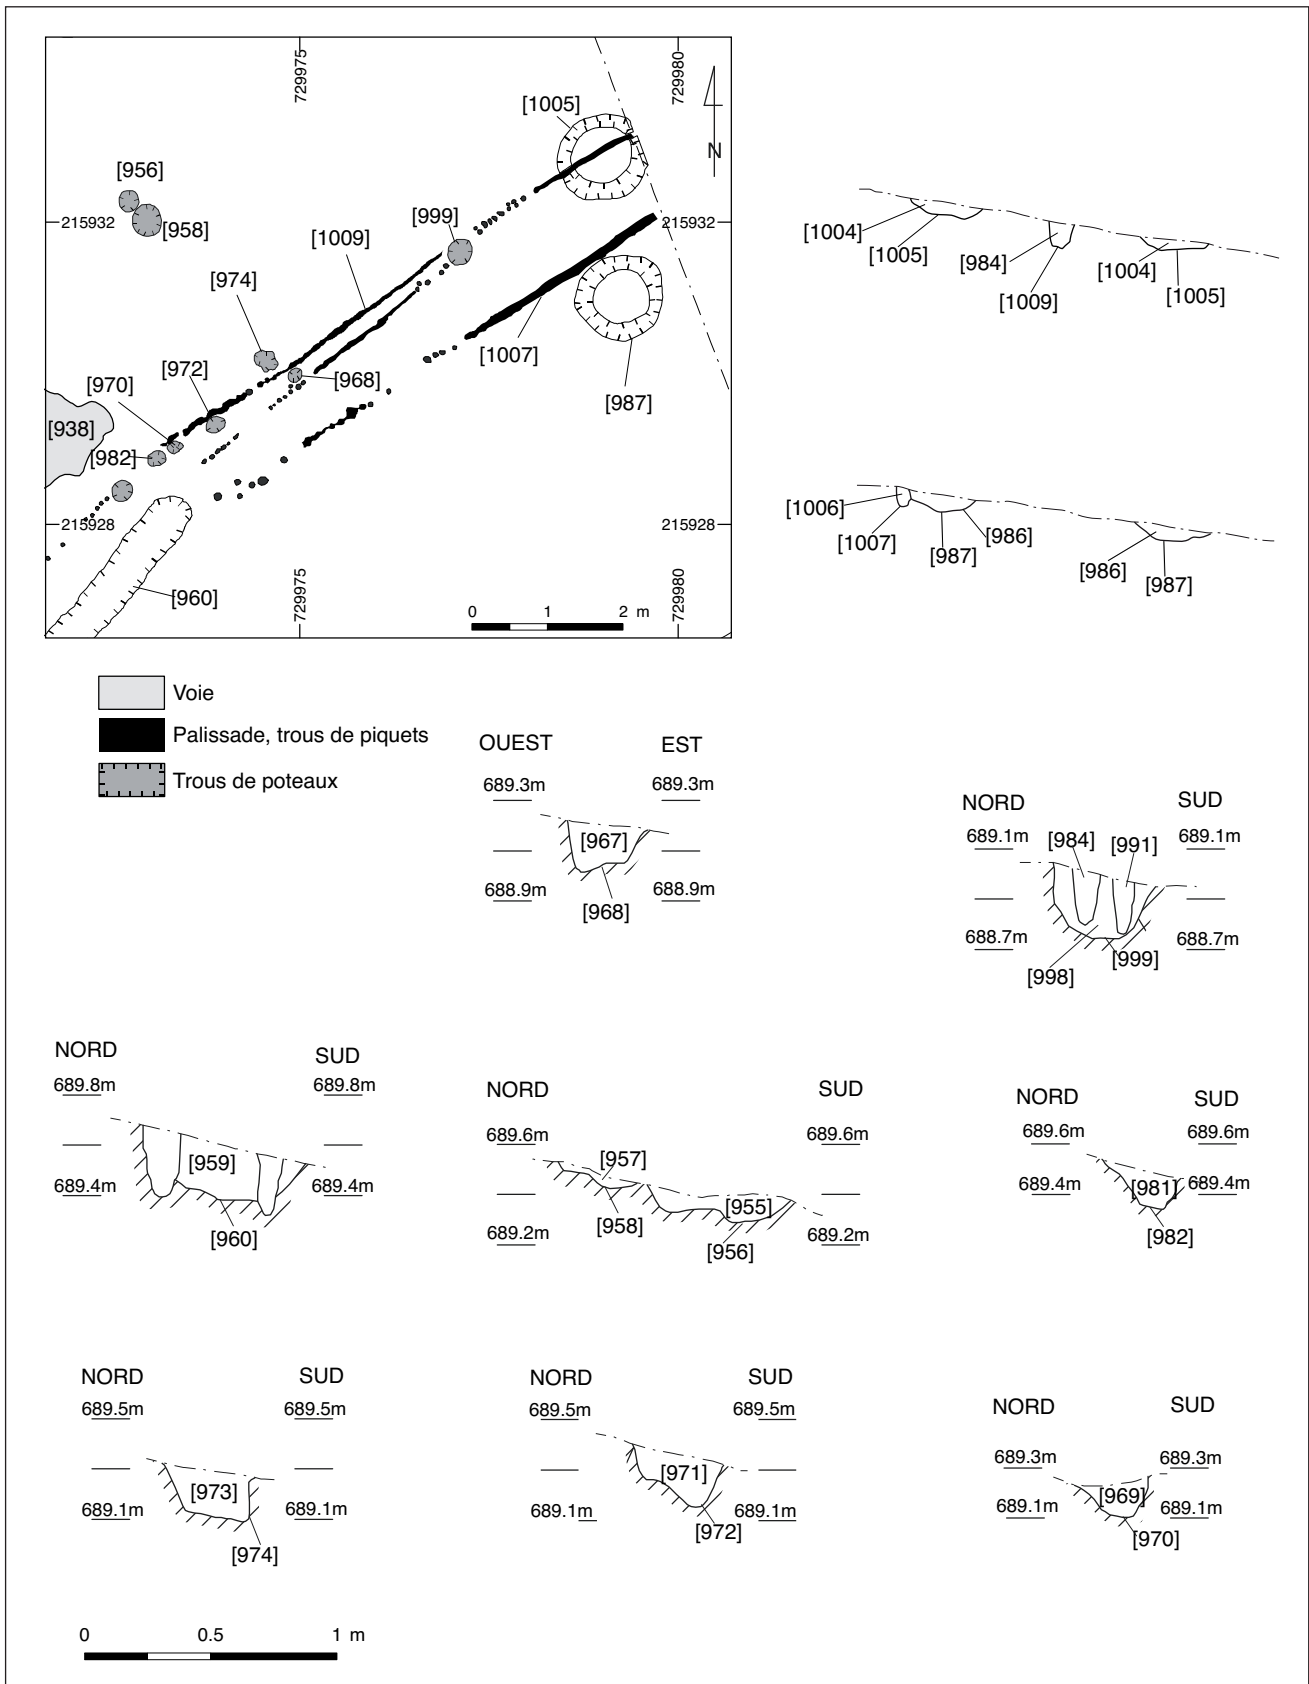 729975
729980
[1005]
N
[956]
[958]
[999]
215932
215932
[1009]
[974]
[972]
[970]
[968]
[1007]
[987]
[938]
[982]
215928
215928
[960]
729975
729980
0 1 2 m
[1004]
[1005]
[984]
[1009]
[1004]
[1005]
[1006]
[1007]
[987]
[986]
[986]
[987]
Voie
Palissade, trous de piquets
Trous de poteaux
OUEST EST
689.3m 689.3m
[967]
688.9m 688.9m
[968]
NORD SUD
689.1m 689.1m
[984] [991]
688.7m 688.7m
[998] [999]
NORD SUD
689.8m 689.8m
[959]
689.4m 689.4m
[960]
NORD SUD
689.6m 689.6m
[957]
[955]
[958]
689.2m 689.2m
[956]
NORD SUD
689.6m 689.6m
[981]
689.4m 689.4m
[982]
NORD SUD
689.5m 689.5m
[973]
689.1m 689.1m
[974]
NORD SUD
689.5m 689.5m
[971]
689.1m 689.1m
[972]
NORD SUD
689.3m 689.3m
[969]
689.1m 689.1m
[970]
0 0.5 1 m